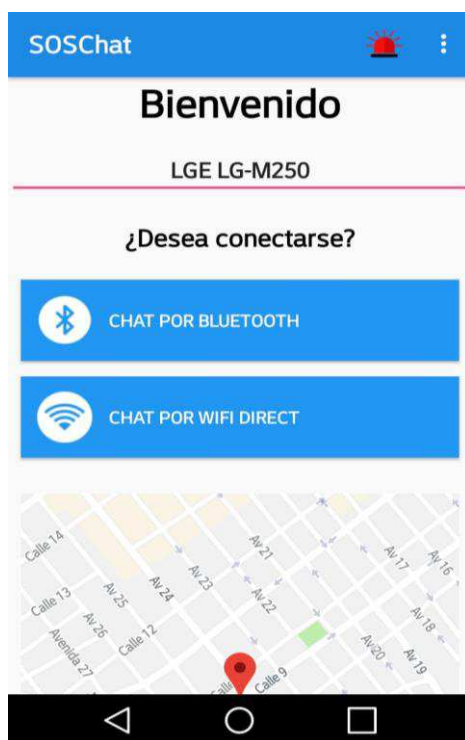 SOSChat
Bienvenido
LGE LG-M250
¿Desea conectarse?
CHAT POR BLUETOOTH
CHAT POR WIFI DIRECT
Calle 14
Av 21
Av 17
Av 16
Av 23
Av 24
Calle 13
Av 25
Av 22
Av 26
Av 18
Calle 12
Avenida 27
Av 20
Av 19
Calle 9